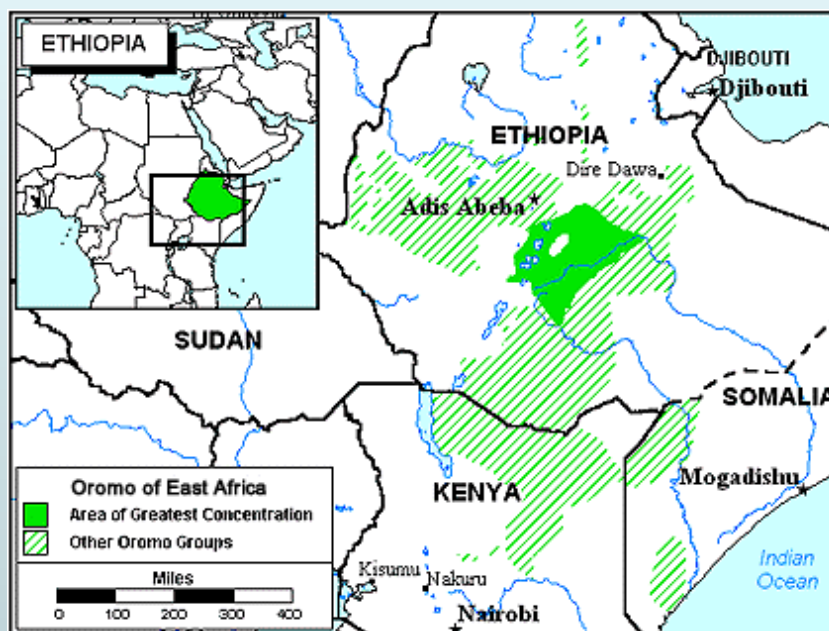 ETHIOPIA
DJIBOUTI
Djibouti
ETHIOPIA
Dire Dawa
Adis Abeba
SUDAN
SOMALIA
Mogadishu
KENYA
Oromo of East Africa
Area of Greatest Concentration
Other Oromo Groups
Miles
0 100 200 300 400
Kisumu
Nakuru
Nairobi
Indian
Ocean